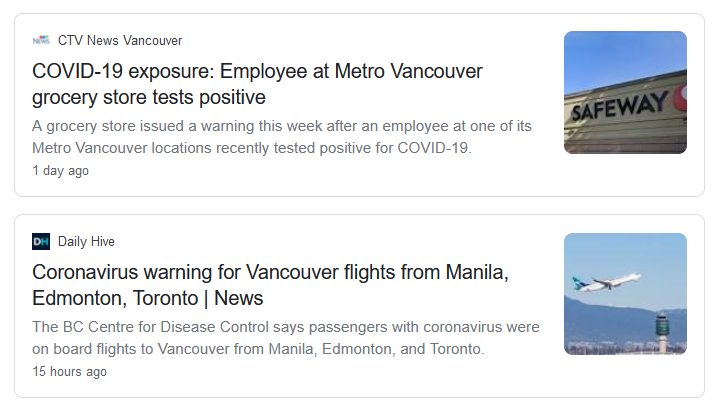 NEWS CTV News Vancouver
COVID-19 exposure: Employee at Metro Vancouver
grocery store tests positive
A grocery store issued a warning this week after an employee at one of its
Metro Vancouver locations recently tested positive for COVID-19.
1 day ago
SAFEWAY
DH Daily Hive
Coronavirus warning for Vancouver flights from Manila,
Edmonton, Toronto | News
The BC Centre for Disease Control says passengers with coronavirus were
on board flights to Vancouver from Manila, Edmonton, and Toronto.
15 hours ago